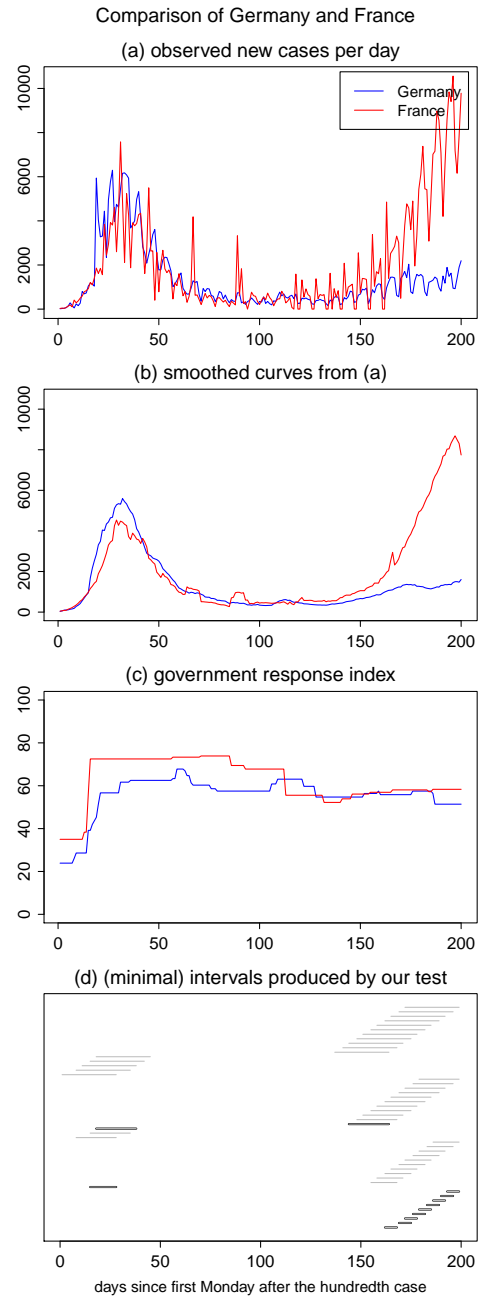 Comparison of Germany and France
(a) observed new cases per day
Germany
France
0
2000
6000
10000
0 50 100 150 200
(b) smoothed curves from (a)
0
2000
6000
10000
0 50 100 150 200
(c) government response index
0
20
40
60
80
100
0 50 100 150 200
(d) (minimal) intervals produced by our test
0 50 100 150 200
days since first Monday after the hundredth case